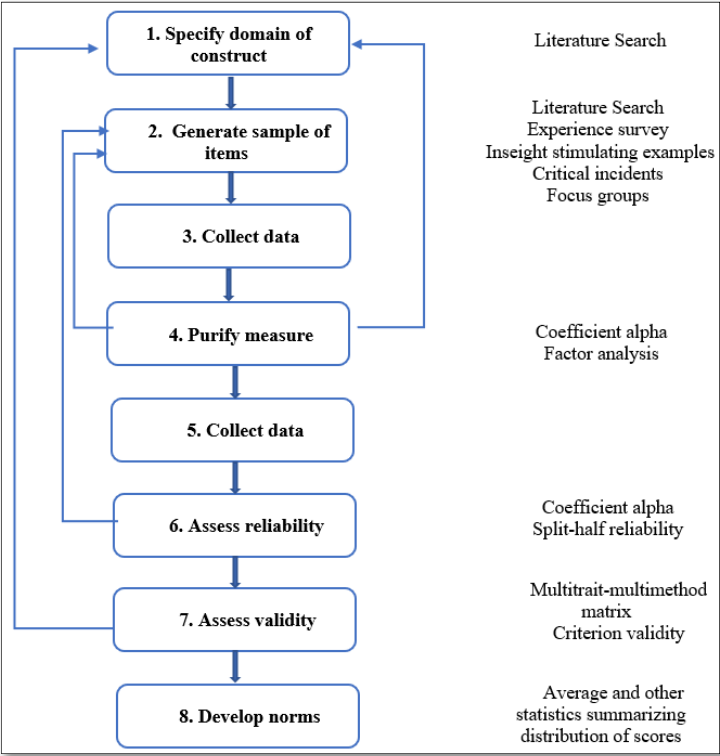 1. Specify domain of
construct
Literature Search
2. Generate sample of
items
Literature Search
Experience survey
Inseight stimulating examples
Critical incidents
Focus groups
3. Collect data
4. Purify measure
Coefficient alpha
Factor analysis
5. Collect data
6. Assess reliability
Coefficient alpha
Split-half reliability
7. Assess validity
Multitrait-multimethod
matrix
Criterion validity
8. Develop norms
Average and other
statistics summarizing
distribution of scores